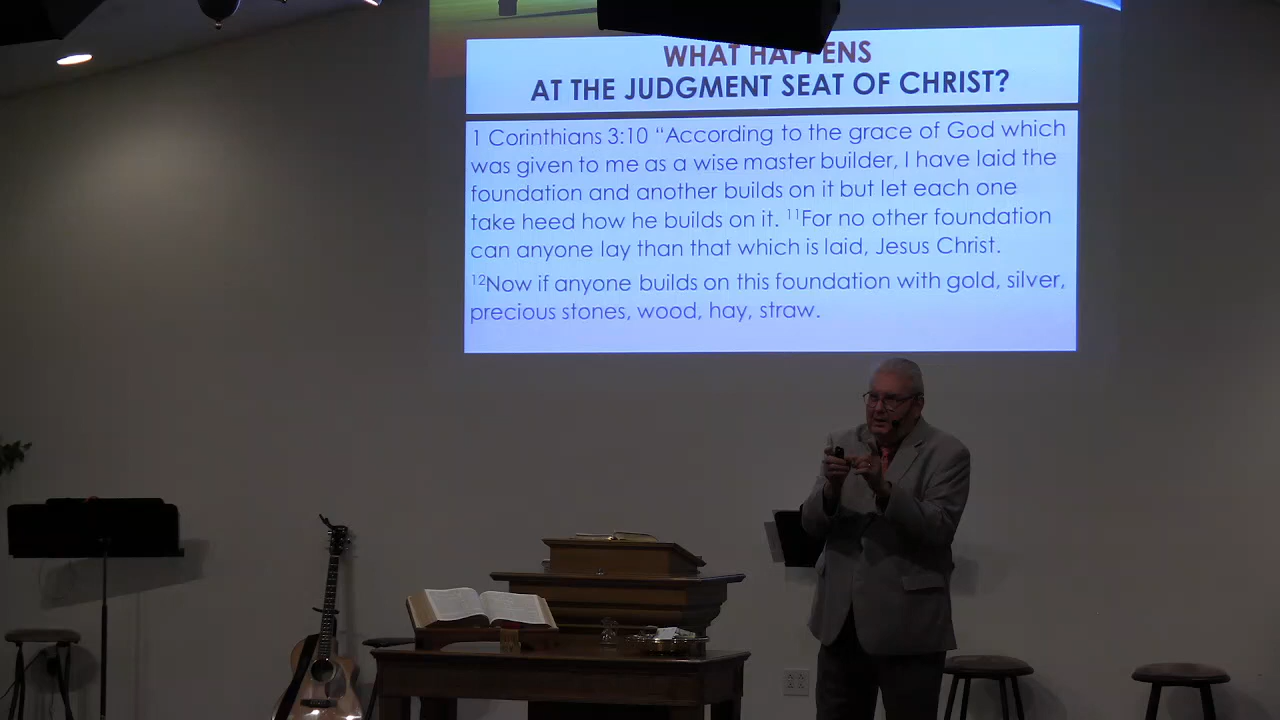 WHAT HAPPENS
AT THE JUDGMENT SEAT OF CHRIST?
1 Corinthians 3:10 “According to the grace of God which
was given to me as a wise master builder, I have laid the
foundation and another builds on it but let each one
take heed how he builds on it. ¹¹For no other foundation
can anyone lay than that which is laid, Jesus Christ.
¹²Now if anyone builds on this foundation with gold, silver,
precious stones, wood, hay, straw.